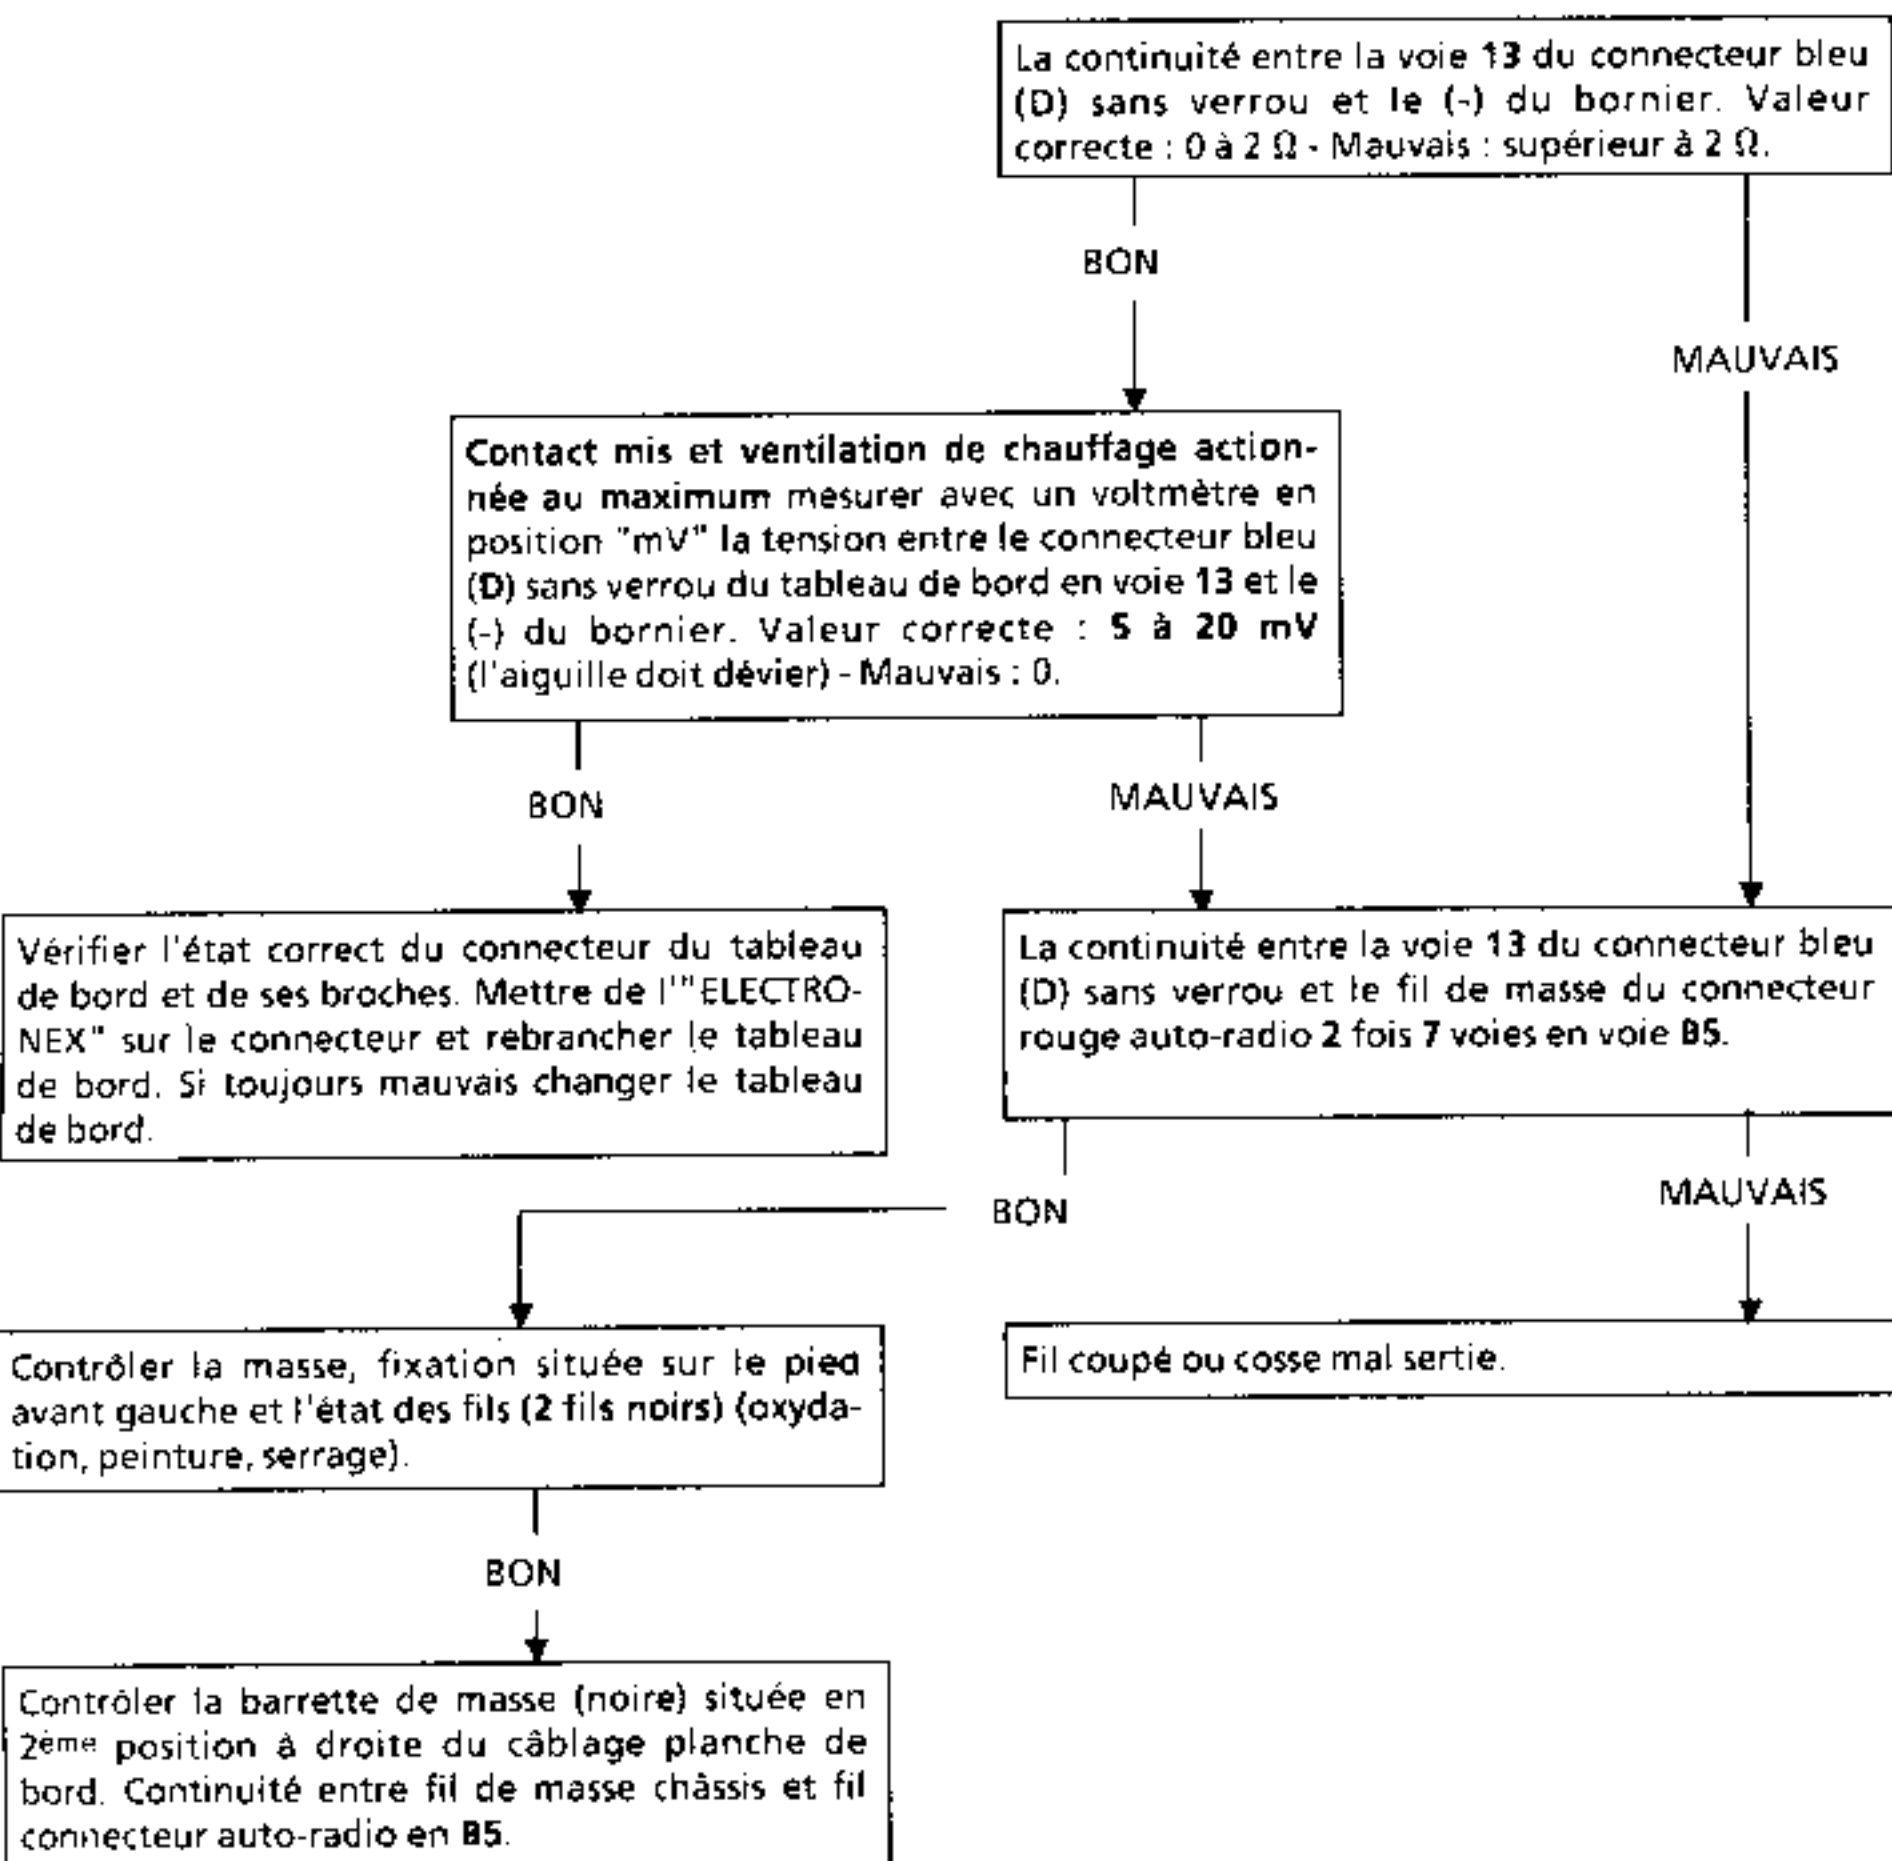 La continuité entre la voie 13 du connecteur bleu
(D) sans verrou et le (-) du bornier. Valeur
correcte : 0 à 2 Ω - Mauvais : supérieur à 2 Ω.
BON
MAUVAIS
Contact mis et ventilation de chauffage action-
née au maximum mesurer avec un voltmètre en
position "mV" la tension entre le connecteur bleu
(D) sans verrou du tableau de bord en voie 13 et le
(-) du bornier. Valeur correcte : 5 à 20 mV
(l'aiguille doit dévier) - Mauvais : 0.
BON
MAUVAIS
Vérifier l'état correct du connecteur du tableau
de bord et de ses broches. Mettre de l'"ELECTRO-
NEX" sur le connecteur et rebrancher le tableau
de bord. Si toujours mauvais changer le tableau
de bord.
La continuité entre la voie 13 du connecteur bleu
(D) sans verrou et le fil de masse du connecteur
rouge auto-radio 2 fois 7 voies en voie B5.
BON
MAUVAIS
Contrôler la masse, fixation située sur le pied
avant gauche et l'état des fils (2 fils noirs) (oxyda-
tion, peinture, serrage).
Fil coupé ou cosse mal sertie.
BON
Contrôler la barrette de masse (noire) située en
2ème position à droite du câblage planche de
bord. Continuité entre fil de masse châssis et fil
connecteur auto-radio en B5.